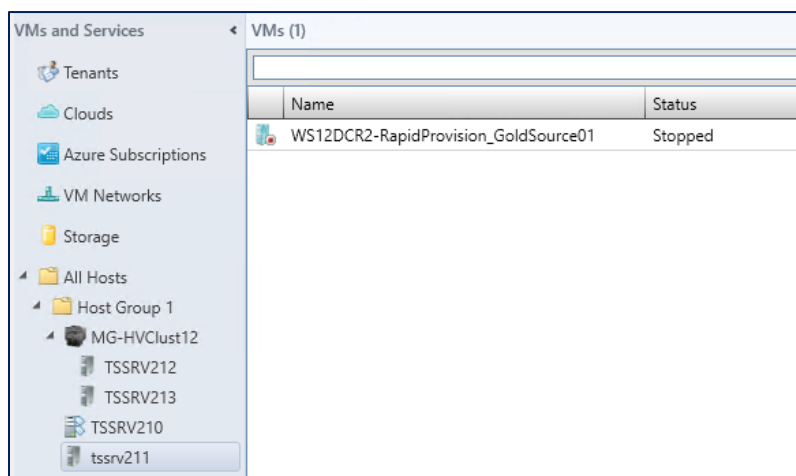 VMs and Services
Tenants
Clouds
Azure Subscriptions
VM Networks
Storage
All Hosts
Host Group 1
MG-HVClust12
TSSRV212
TSSRV213
TSSRV210
tssrv211
VMs (1)
Name Status
WS12DCR2-RapidProvision_GoldSource01 Stopped